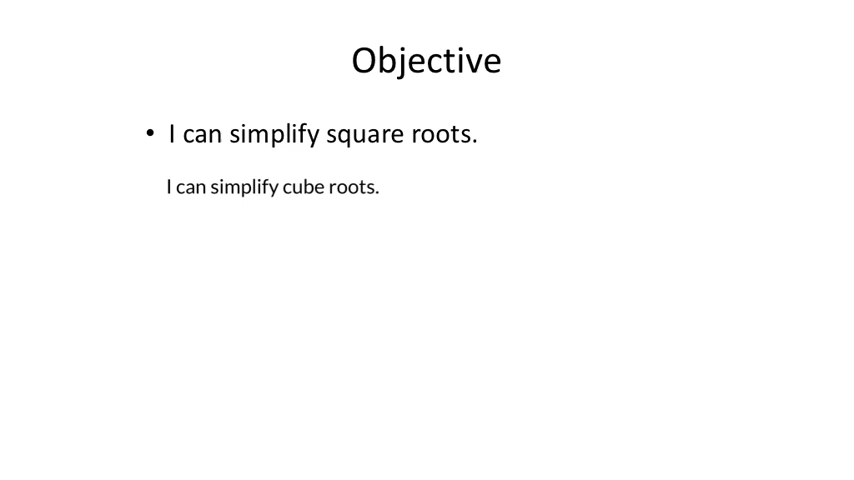 Objective
• I can simplify square roots.
I can simplify cube roots.